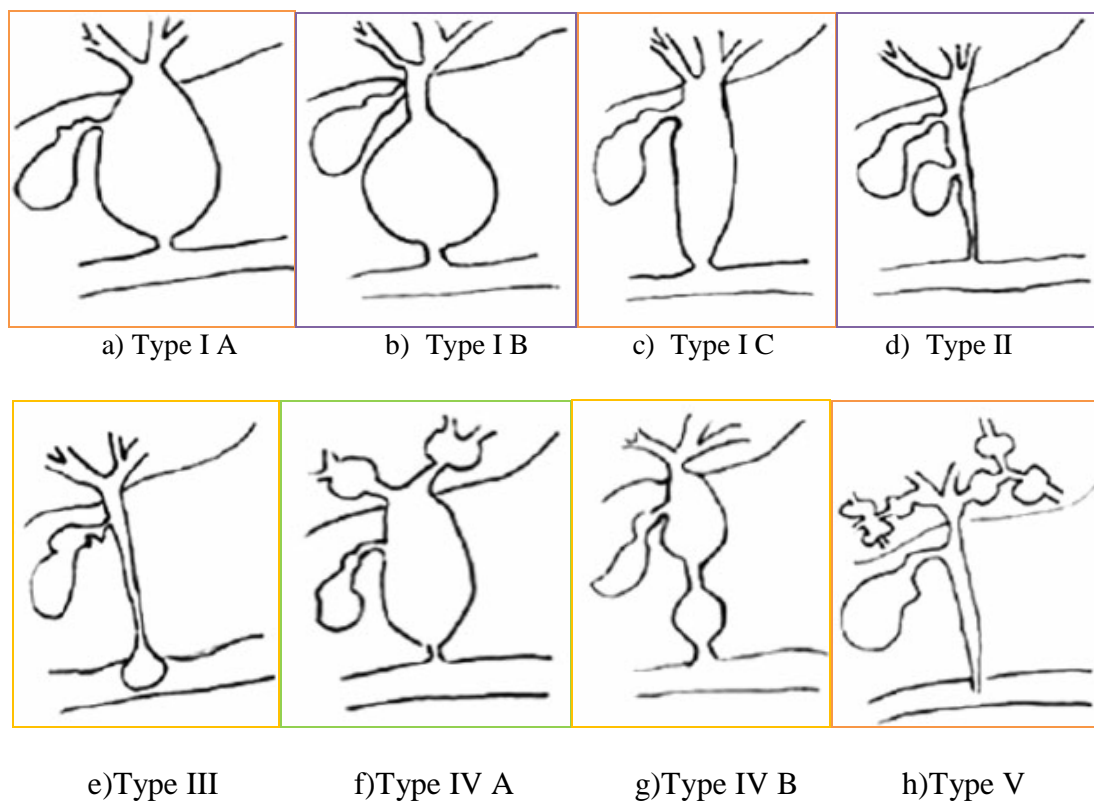 a) Type I A b) Type I B c) Type I C d) Type II
e)Type III f)Type IV A g)Type IV B h)Type V